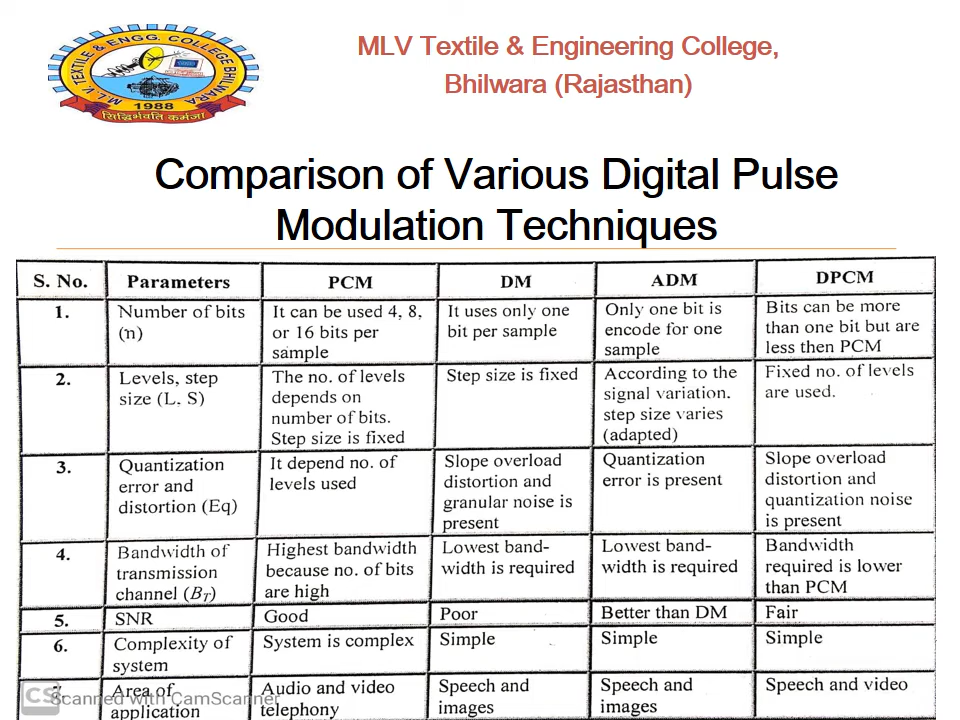 M.L.V. TEXTILE & ENGG. COLLEGE BHILWARA
1988
सिद्धिर्भवति कर्मजा
MLV Textile & Engineering College,
Bhilwara (Rajasthan)
Comparison of Various Digital Pulse
Modulation Techniques
S. No. Parameters PCM DM ADM DPCM
1. Number of bits (n) It can be used 4, 8, or 16 bits per sample It uses only one bit per sample Only one bit is encode for one sample Bits can be more than one bit but are less then PCM
2. Levels, step size (L, S) The no. of levels depends on number of bits. Step size is fixed Step size is fixed According to the signal variation. step size varies (adapted) Fixed no. of levels are used.
3. Quantization error and distortion (Eq) It depend no. of levels used Slope overload distortion and granular noise is present Quantization error is present Slope overload distortion and quantization noise is present
4. Bandwidth of transmission channel (B_T) Highest bandwidth because no. of bits are high Lowest band-width is required Lowest band-width is required Bandwidth required is lower than PCM
5. SNR Good Poor Better than DM Fair
6. Complexity of system System is complex Simple Simple Simple
7. Area of application Audio and video telephony Speech and images Speech and images Speech and video
CS Scanned with CamScanner